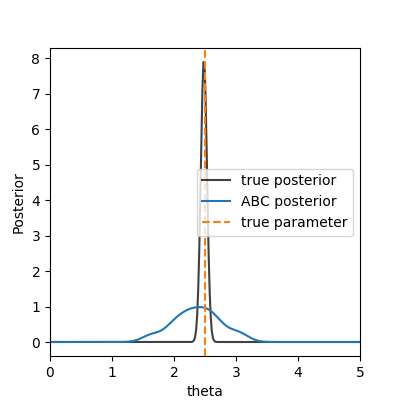 8
7
6
5
4
3
2
1
0
Posterior
true posterior
ABC posterior
true parameter
0 1 2 3 4 5
theta